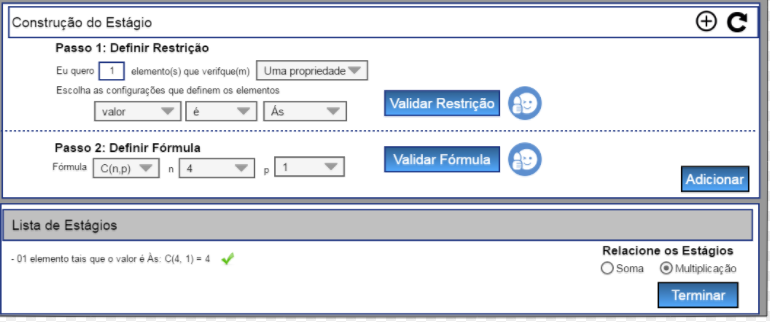 Construção do Estágio
Passo 1: Definir Restrição
Eu quero 1 elemento(s) que verifque(m) Uma propriedade
Escolha as configurações que definem os elementos
valor é Ás Validar Restrição
Passo 2: Definir Fórmula
Fórmula C(n,p) n 4 p 1 Validar Fórmula
Adicionar
Lista de Estágios
- 01 elemento tais que o valor é Às: C(4, 1) = 4
Relacione os Estágios
Soma Multiplicação
Terminar